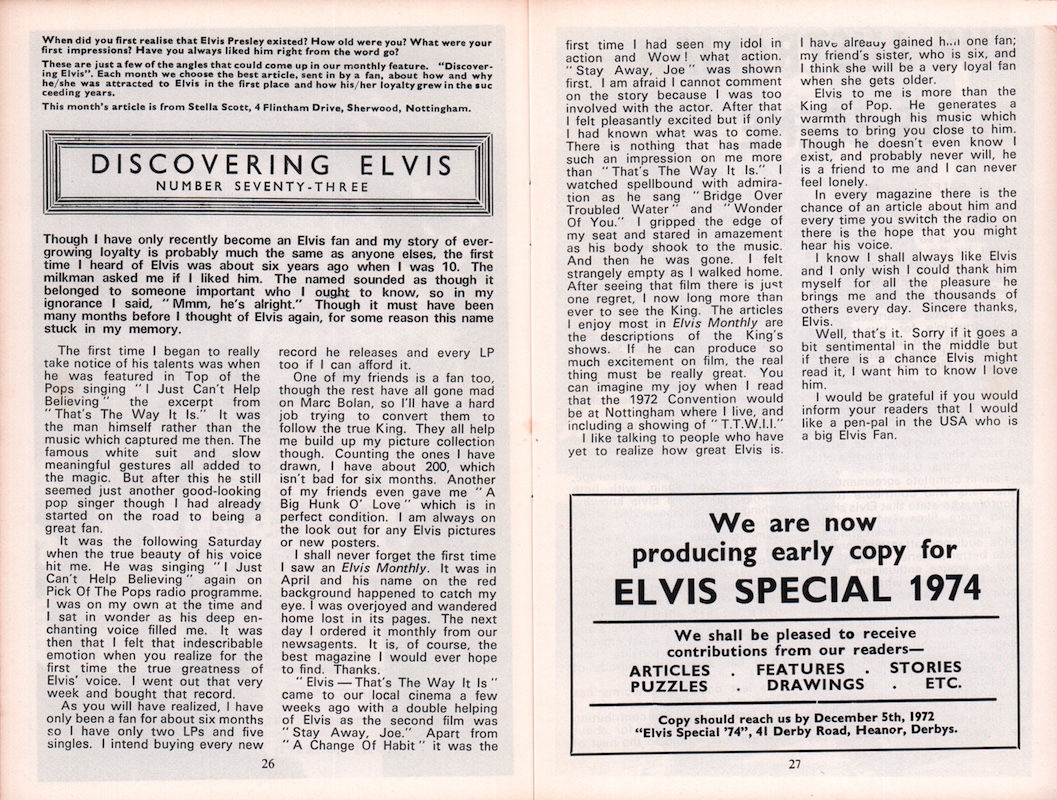 When did you first realise that Elvis Presley existed? How old were you? What were your
first impressions? Have you always liked him right from the word go?
These are just a few of the angles that could come up in our monthly feature. "Discover-
ing Elvis". Each month we choose the best article, sent in by a fan, about how and why
he/she was attracted to Elvis in the first place and how his/her loyalty grew in the suc
ceeding years.
This month's article is from Stella Scott, 4 Flintham Drive, Sherwood, Nottingham.
DISCOVERING ELVIS
NUMBER SEVENTY-THREE
Though I have only recently become an Elvis fan and my story of ever-
growing loyalty is probably much the same as anyone elses, the first
time I heard of Elvis was about six years ago when I was 10. The
milkman asked me if I liked him. The named sounded as though it
belonged to someone important who I ought to know, so in my
ignorance I said, "Mmm, he's alright." Though it must have been
many months before I thought of Elvis again, for some reason this name
stuck in my memory.
The first time I began to really
take notice of his talents was when
he was featured in Top of the
Pops singing "I Just Can't Help
Believing" the excerpt from
"That's The Way It Is." It was
the man himself rather than the
music which captured me then. The
famous white suit and slow
meaningful gestures all added to
the magic. But after this he still
seemed just another good-looking
pop singer though I had already
started on the road to being a
great fan.
It was the following Saturday
when the true beauty of his voice
hit me. He was singing "I Just
Can't Help Believing" again on
Pick Of The Pops radio programme.
I was on my own at the time and
I sat in wonder as his deep en-
chanting voice filled me. It was
then that I felt that indescribable
emotion when you realize for the
first time the true greatness of
Elvis' voice. I went out that very
week and bought that record.
As you will have realized, I have
only been a fan for about six months
so I have only two LPs and five
singles. I intend buying every new
record he releases and every LP
too if I can afford it.
One of my friends is a fan too,
though the rest have all gone mad
on Marc Bolan, so I'll have a hard
job trying to convert them to
follow the true King. They all help
me build up my picture collection
though. Counting the ones I have
drawn, I have about 200, which
isn't bad for six months. Another
of my friends even gave me "A
Big Hunk O' Love" which is in
perfect condition. I am always on
the look out for any Elvis pictures
or new posters.
I shall never forget the first time
I saw an Elvis Monthly. It was in
April and his name on the red
background happened to catch my
eye. I was overjoyed and wandered
home lost in its pages. The next
day I ordered it monthly from our
newsagents. It is, of course, the
best magazine I would ever hope
to find. Thanks.
"Elvis — That's The Way It Is"
came to our local cinema a few
weeks ago with a double helping
of Elvis as the second film was
"Stay Away, Joe." Apart from
"A Change Of Habit" it was the
26
first time I had seen my idol in
action and Wow! what action.
"Stay Away, Joe" was shown
first. I am afraid I cannot comment
on the story because I was too
involved with the actor. After that
I felt pleasantly excited but if only
I had known what was to come.
There is nothing that has made
such an impression on me more
than "That's The Way It Is." I
watched spellbound with admira-
tion as he sang "Bridge Over
Troubled Water" and "Wonder
Of You." I gripped the edge of
my seat and stared in amazement
as his body shook to the music.
And then he was gone. I felt
strangely empty as I walked home.
After seeing that film there is just
one regret, I now long more than
ever to see the King. The articles
I enjoy most in Elvis Monthly are
the descriptions of the King's
shows. If he can produce so
much excitement on film, the real
thing must be really great. You
can imagine my joy when I read
that the 1972 Convention would
be at Nottingham where I live, and
including a showing of "T.T.W.I.I."
I like talking to people who have
yet to realize how great Elvis is.
I have already gained one fan;
my friend's sister, who is six, and
I think she will be a very loyal fan
when she gets older.
Elvis to me is more than the
King of Pop. He generates a
warmth through his music which
seems to bring you close to him.
Though he doesn't even know I
exist, and probably never will, he
is a friend to me and I can never
feel lonely.
In every magazine there is the
chance of an article about him and
every time you switch the radio on
there is the hope that you might
hear his voice.
I know I shall always like Elvis
and I only wish I could thank him
myself for all the pleasure he
brings me and the thousands of
others every day. Sincere thanks,
Elvis.
Well, that's it. Sorry if it goes a
bit sentimental in the middle but
if there is a chance Elvis might
read it, I want him to know I love
him.
I would be grateful if you would
inform your readers that I would
like a pen-pal in the USA who is
a big Elvis Fan.
We are now
producing early copy for
ELVIS SPECIAL 1974
We shall be pleased to receive
contributions from our readers—
ARTICLES . FEATURES . STORIES
PUZZLES . DRAWINGS . ETC.
Copy should reach us by December 5th, 1972
"Elvis Special '74", 41 Derby Road, Heanor, Derbys.
27